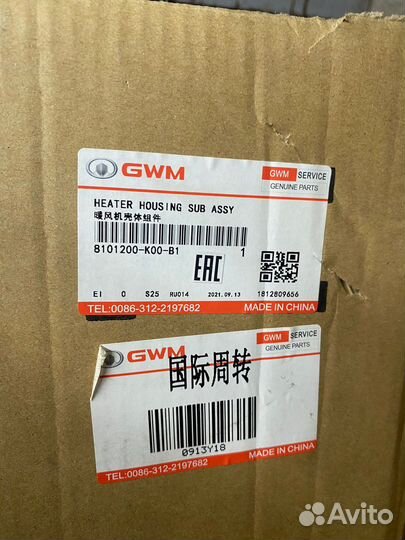 GWM
GWM SERVICE
GENUINE PARTS
HEATER HOUSING SUB ASSY
暖风机壳体组件
8101200-K00-B1 1
EAC
EI 0 S25 RU014 2021.09.13 1812809656
TEL:0086-312-2197682 MADE IN CHINA
GWM
GWM SERVICE
GENUINE PARTS
国际周转
0913Y18
TEL:0086-312-2197682 MADE IN CHINA
Avito